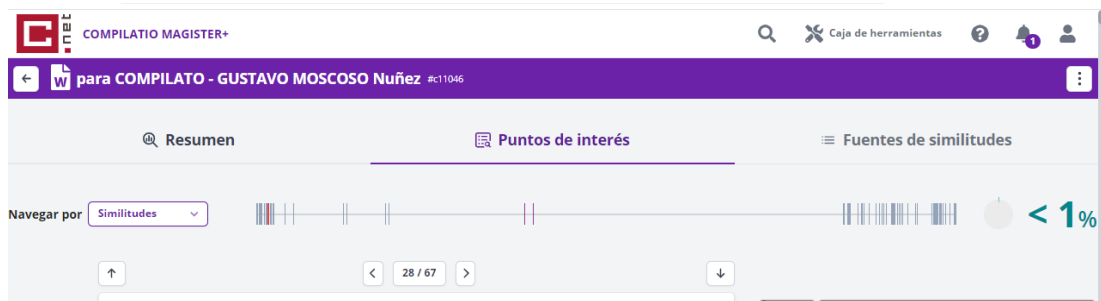 C.net
COMPILATIO MAGISTER+
Caja de herramientas
1
W para COMPILATO - GUSTAVO MOSCOSO Nuñez #c11046
Resumen
Puntos de interés
Fuentes de similitudes
Navegar por
Similitudes
< 1%
28 / 67